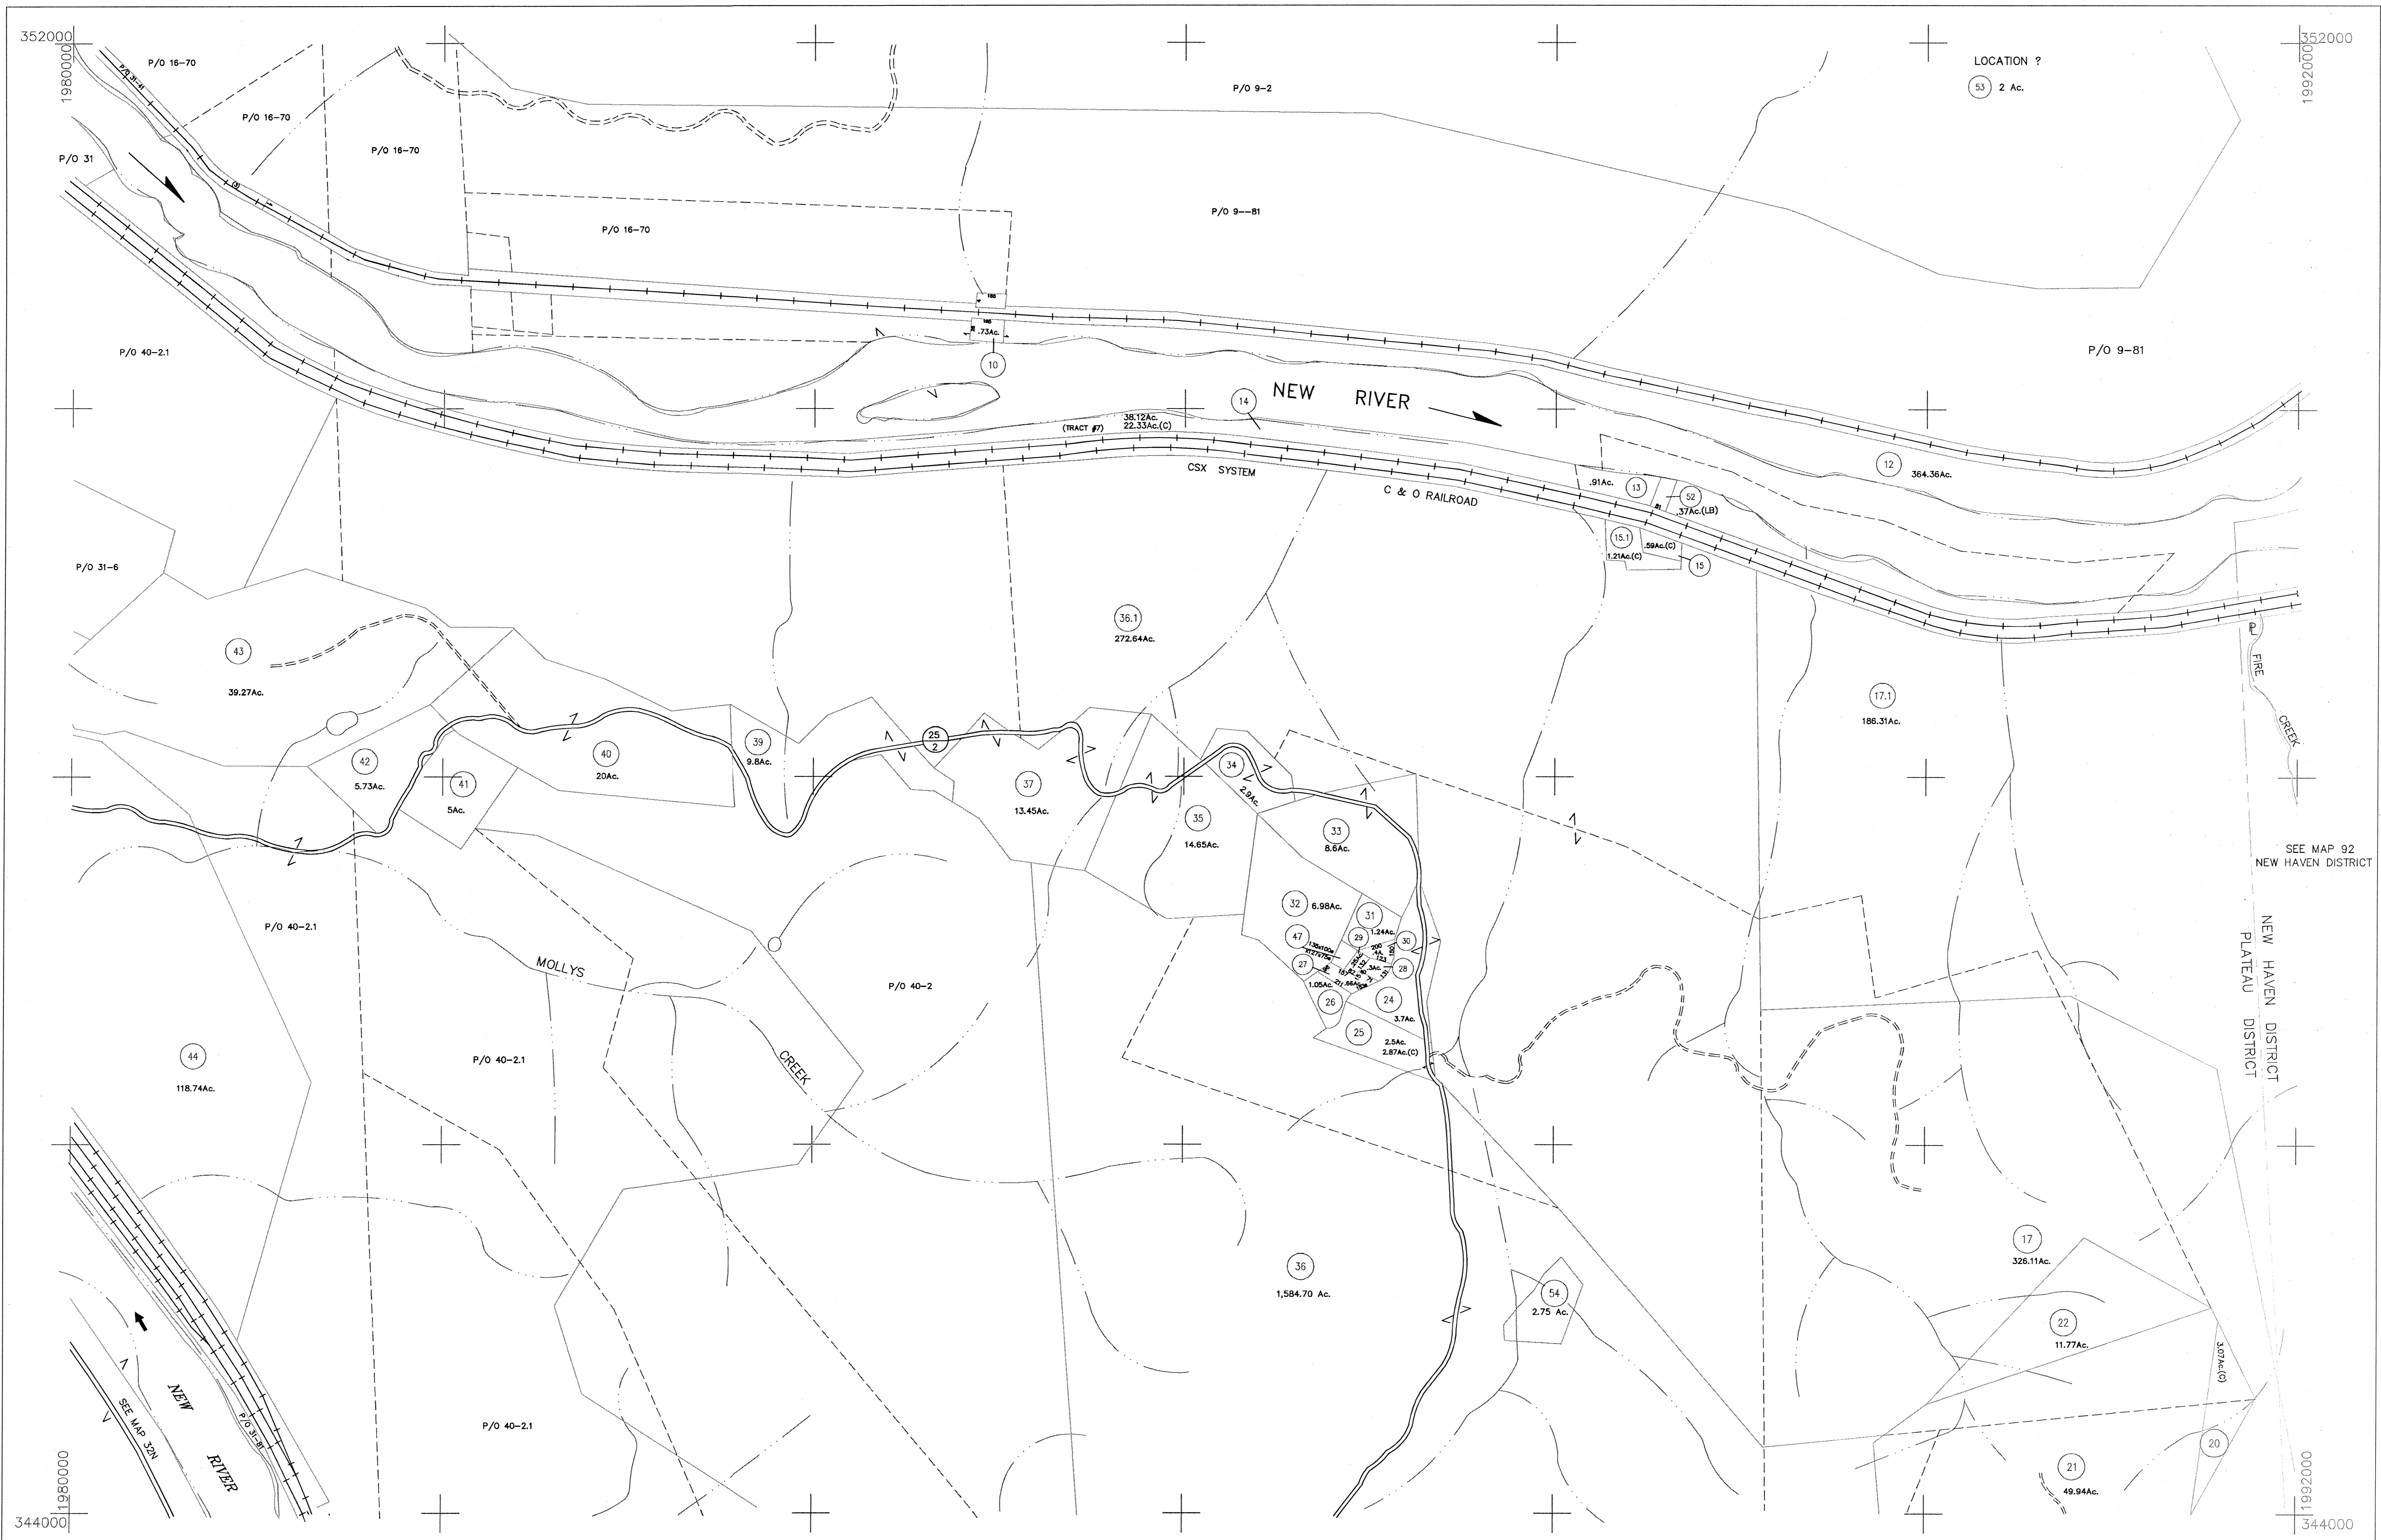 352000
1980000
P/O 31-41
P/O 16-70
P/O 16-70
P/O 16-70
P/O 31
P/O 16-70
P/O 9-2
P/O 9--81
LOCATION ?
53 2 Ac.
352000
1992000
P/O 9-81
P/O 40-2.1
.73Ac.
10
NEW RIVER
14
38.12Ac.
22.33Ac.(C)
(TRACT #7)
CSX SYSTEM
C & O RAILROAD
12
364.36Ac.
.91Ac.
13
52
.37Ac.(LB)
15.1
1.21Ac.(C)
.59Ac.(C)
15
P/O 31-6
36.1
272.64Ac.
43
39.27Ac.
17.1
186.31Ac.
FIRE
CREEK
42
5.73Ac.
41
5Ac.
40
20Ac.
39
9.8Ac.
25
2
37
13.45Ac.
34
2.9Ac.
35
14.65Ac.
33
8.6Ac.
SEE MAP 92
NEW HAVEN DISTRICT
32 6.98Ac.
31
1.24Ac.
47
29
30
200
.4A.
150
123
27
28
.3Ac.
1.05Ac.
26
24
3.7Ac.
25
2.5Ac.
2.87Ac.(C)
P/O 40-2.1
MOLLYS
CREEK
P/O 40-2
NEW HAVEN DISTRICT
PLATEAU DISTRICT
44
118.74Ac.
P/O 40-2.1
36
1,584.70 Ac.
54
2.75 Ac.
17
326.11Ac.
22
11.77Ac.
3.07Ac.(C)
20
21
49.94Ac.
NEW
RIVER
SEE MAP 32N
P/O 31-81
P/O 40-2.1
1980000
344000
1992000
344000